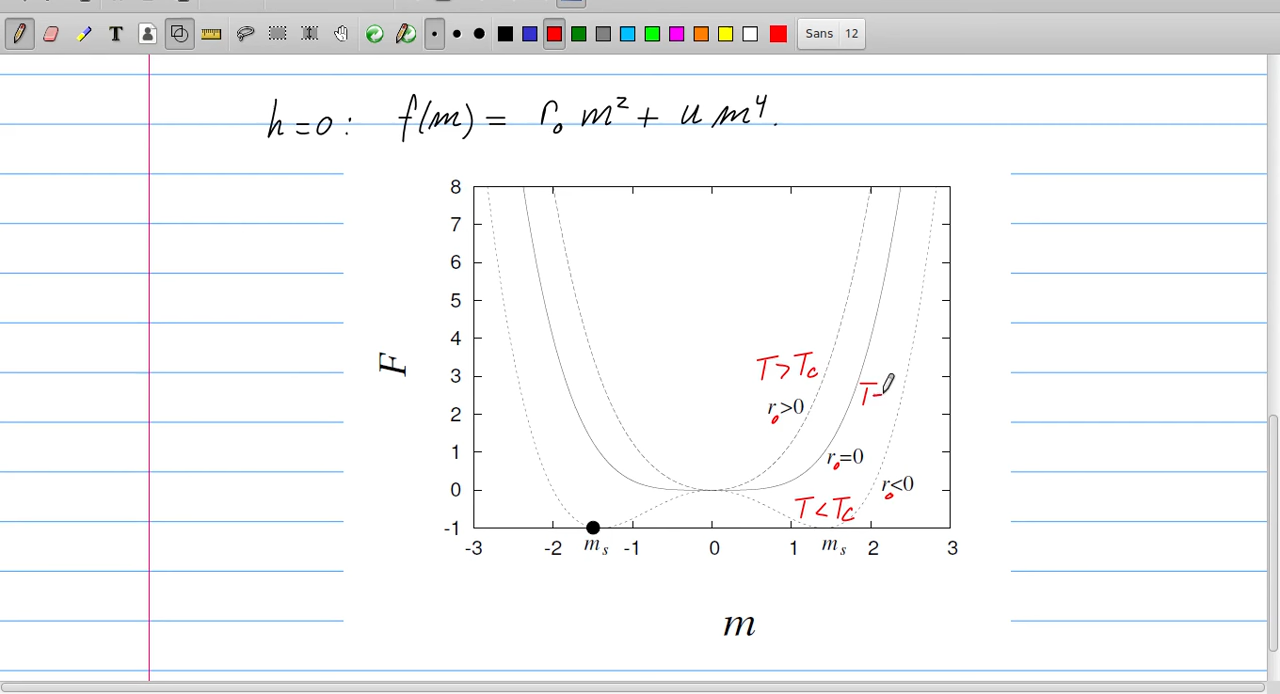 Sans 12
h=0: f(m) = r₀ m² + u m⁴.
8
7
6
5
4
3
2
1
0
-1
F
T>Tc
r₀>0
T-
r₀=0
r₀<0
T<Tc
-3 -2 mₛ -1 0 1 mₛ 2 3
m